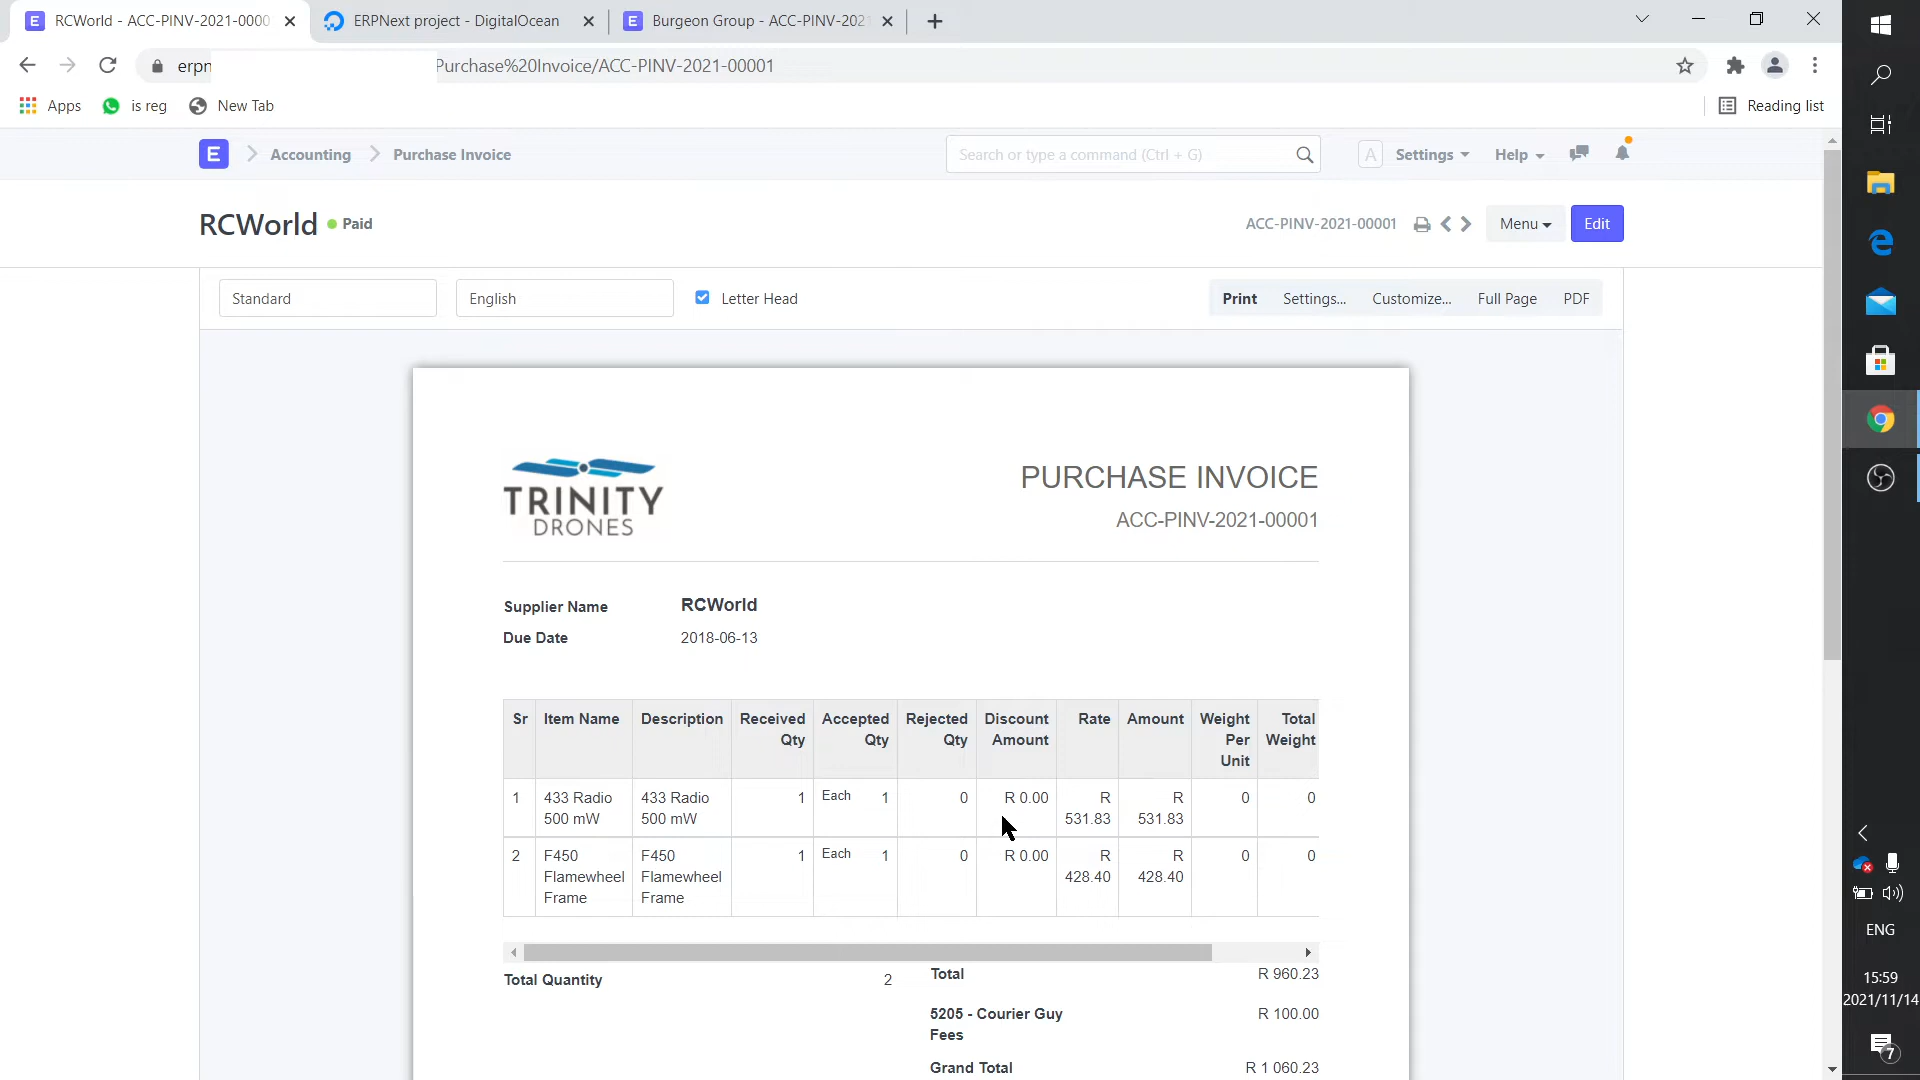 RCWorld - ACC-PINV-2021-0000
ERPNext project - DigitalOcean
Burgeon Group - ACC-PINV-202
erpn
Purchase%20Invoice/ACC-PINV-2021-00001
Apps
is reg
New Tab
Reading list
E
Accounting
Purchase Invoice
Search or type a command (Ctrl + G)
A
Settings
Help
RCWorld
Paid
ACC-PINV-2021-00001
Menu
Edit
Standard
English
Letter Head
Print
Settings...
Customize...
Full Page
PDF
TRINITY
DRONES
PURCHASE INVOICE
ACC-PINV-2021-00001
Supplier Name RCWorld
Due Date 2018-06-13
Sr Item Name Description Received Accepted Rejected Discount Rate Amount Weight Total
Qty Qty Qty Amount Per Weight
Unit
1 433 Radio 433 Radio 1 Each 1 0 R 0.00 R R 0 0
500 mW 500 mW 531.83 531.83
2 F450 F450 1 Each 1 0 R 0.00 R R 0 0
Flamewheel Flamewheel 428.40 428.40
Frame Frame
Total Quantity 2
Total R 960.23
5205 - Courier Guy R 100.00
Fees
Grand Total R 1 060.23
ENG
15:59
2021/11/14
7